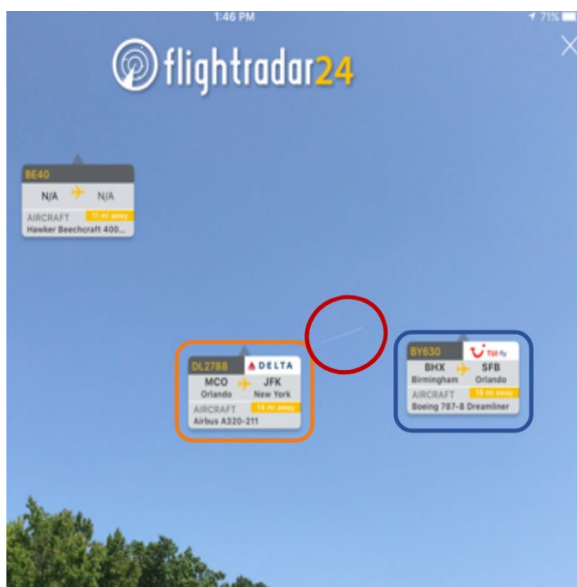 1:46 PM
71%
flightradar24
BE40
N/A N/A
AIRCRAFT 11 mi away
Hawker Beechcraft 400...
DL2788 DELTA
MCO JFK
Orlando New York
AIRCRAFT 14 mi away
Airbus A320-211
BY630 TUI fly
BHX SFB
Birmingham Orlando
AIRCRAFT 18 mi away
Boeing 787-8 Dreamliner